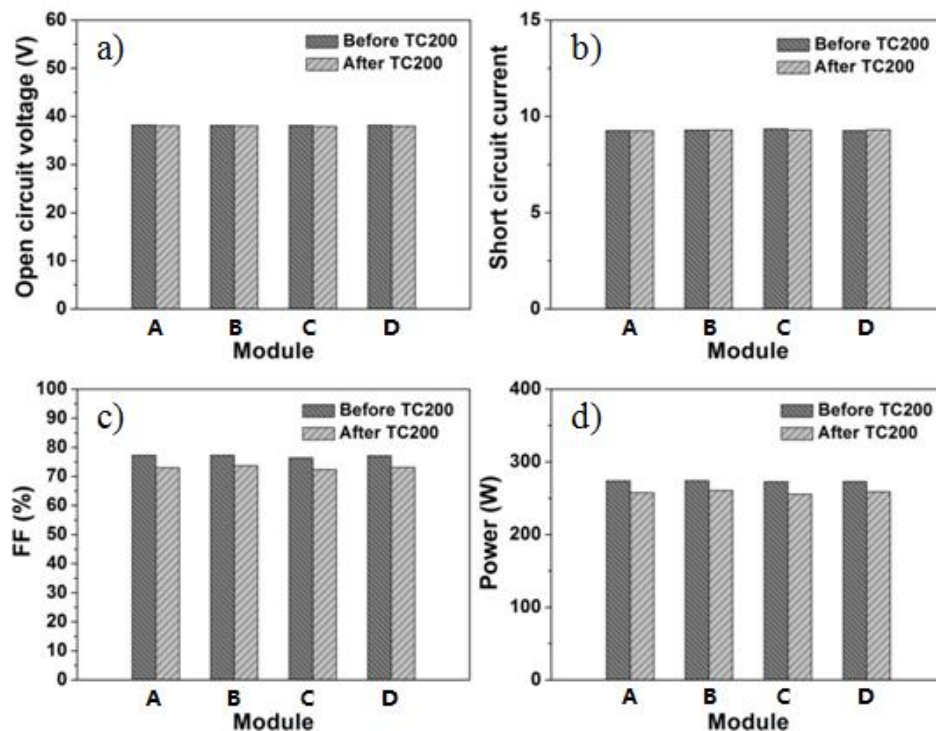 a)
Before TC200
After TC200
60
50
40
30
20
10
0
Open circuit voltage (V)
A B C D
Module
b)
Before TC200
After TC200
15
10
5
0
Short circuit current
A B C D
Module
c)
Before TC200
After TC200
100
90
80
70
60
50
40
30
20
10
0
FF (%)
A B C D
Module
d)
Before TC200
After TC200
400
300
200
100
0
Power (W)
A B C D
Module